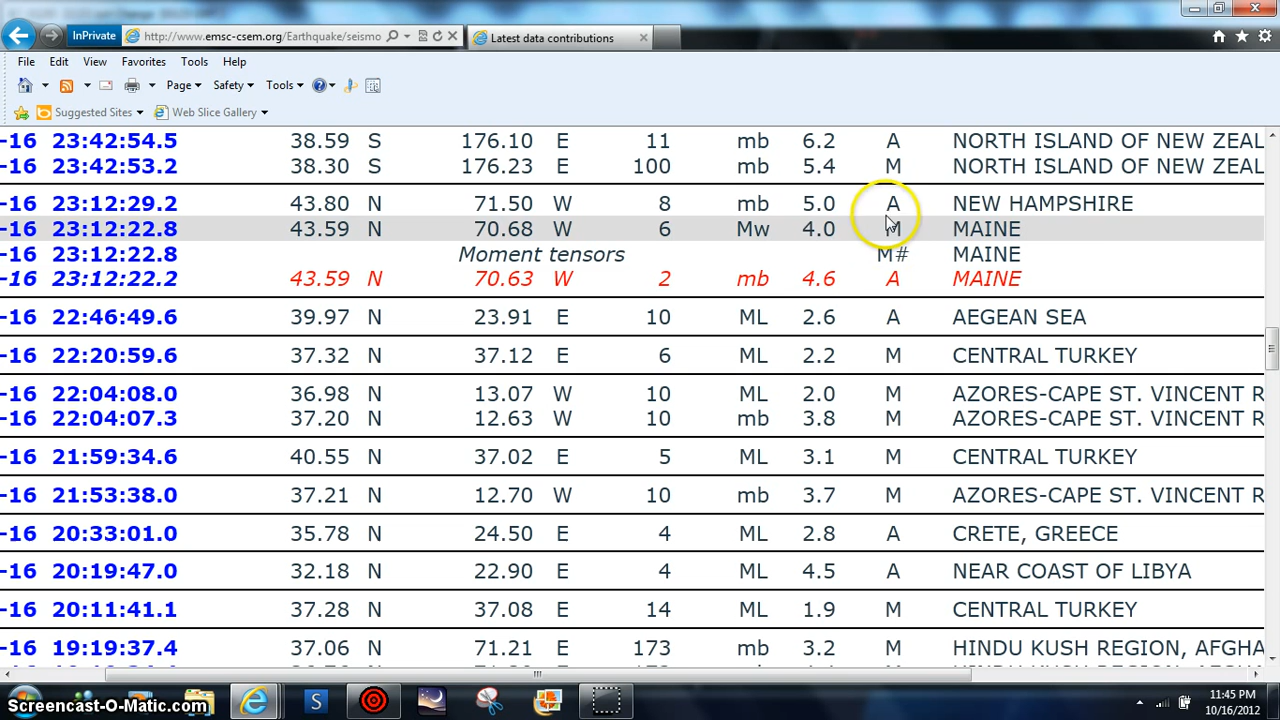 InPrivate http://www.emsc-csem.org/Earthquake/seismo Latest data contributions
File Edit View Favorites Tools Help
Page Safety Tools
Suggested Sites Web Slice Gallery
-16 23:42:54.5 38.59 S 176.10 E 11 mb 6.2 A NORTH ISLAND OF NEW ZEAL
-16 23:42:53.2 38.30 S 176.23 E 100 mb 5.4 M NORTH ISLAND OF NEW ZEAL
-16 23:12:29.2 43.80 N 71.50 W 8 mb 5.0 A NEW HAMPSHIRE
-16 23:12:22.8 43.59 N 70.68 W 6 Mw 4.0 M MAINE
23:12:22.8 Moment tensors M# MAINE
-16 23:12:22.2 43.59 N 70.63 W 2 mb 4.6 A MAINE
-16 22:46:49.6 39.97 N 23.91 E 10 ML 2.6 A AEGEAN SEA
-16 22:20:59.6 37.32 N 37.12 E 6 ML 2.2 M CENTRAL TURKEY
-16 22:04:08.0 36.98 N 13.07 W 10 ML 2.0 M AZORES-CAPE ST. VINCENT R
-16 22:04:07.3 37.20 N 12.63 W 10 mb 3.8 M AZORES-CAPE ST. VINCENT R
-16 21:59:34.6 40.55 N 37.02 E 5 ML 3.1 M CENTRAL TURKEY
-16 21:53:38.0 37.21 N 12.70 W 10 mb 3.7 M AZORES-CAPE ST. VINCENT R
-16 20:33:01.0 35.78 N 24.50 E 4 ML 2.8 A CRETE, GREECE
-16 20:19:47.0 32.18 N 22.90 E 4 ML 4.5 A NEAR COAST OF LIBYA
-16 20:11:41.1 37.28 N 37.08 E 14 ML 1.9 M CENTRAL TURKEY
-16 19:19:37.4 37.06 N 71.21 E 173 mb 3.8 M HINDU KUSH REGION, AFGHA
11:45 PM
Screencast-O-Matic.com 10/16/2012